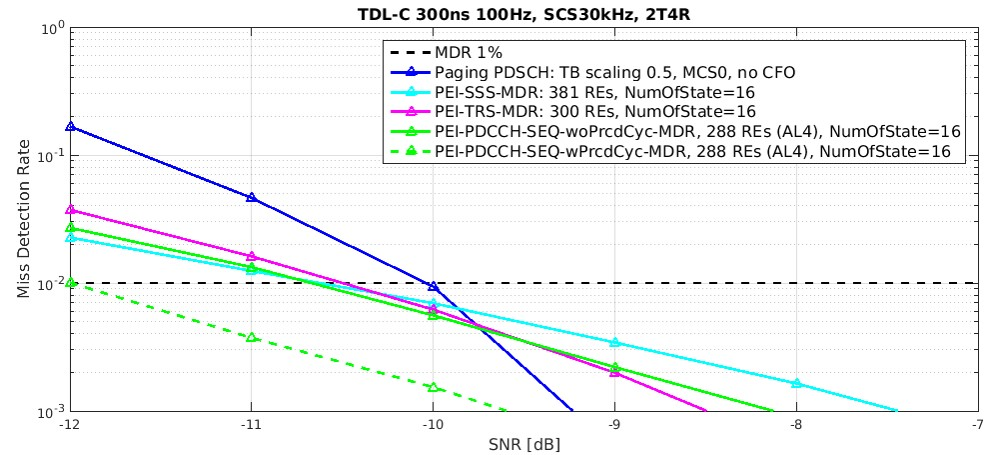 TDL-C 300ns 100Hz, SCS30kHz, 2T4R
MDR 1%
Paging PDSCH: TB scaling 0.5, MCS0, no CFO
PEI-SSS-MDR: 381 REs, NumOfState=16
PEI-TRS-MDR: 300 REs, NumOfState=16
PEI-PDCCH-SEQ-woPrcdCyc-MDR, 288 REs (AL4), NumOfState=16
PEI-PDCCH-SEQ-wPrcdCyc-MDR, 288 REs (AL4), NumOfState=16
Miss Detection Rate
10^0
10^-1
10^-2
10^-3
-12 -11 -10 -9 -8 -7
SNR [dB]